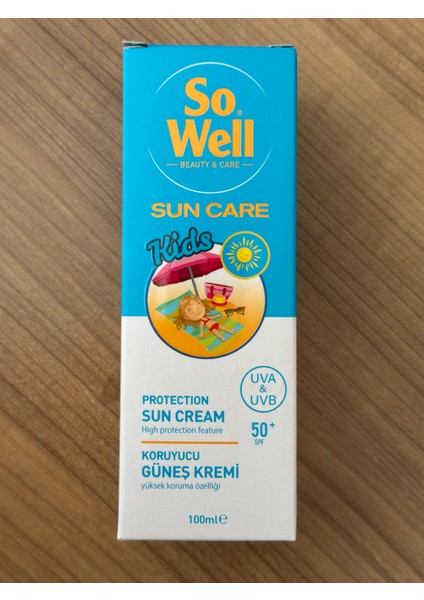 So
Well
BEAUTY & CARE
SUN CARE
Kids
UVA
&
UVB
PROTECTION
SUN CREAM
High protection feature
50+
SPF
KORUYUCU
GÜNEŞ KREMİ
yüksek koruma özelliği
100ml℮